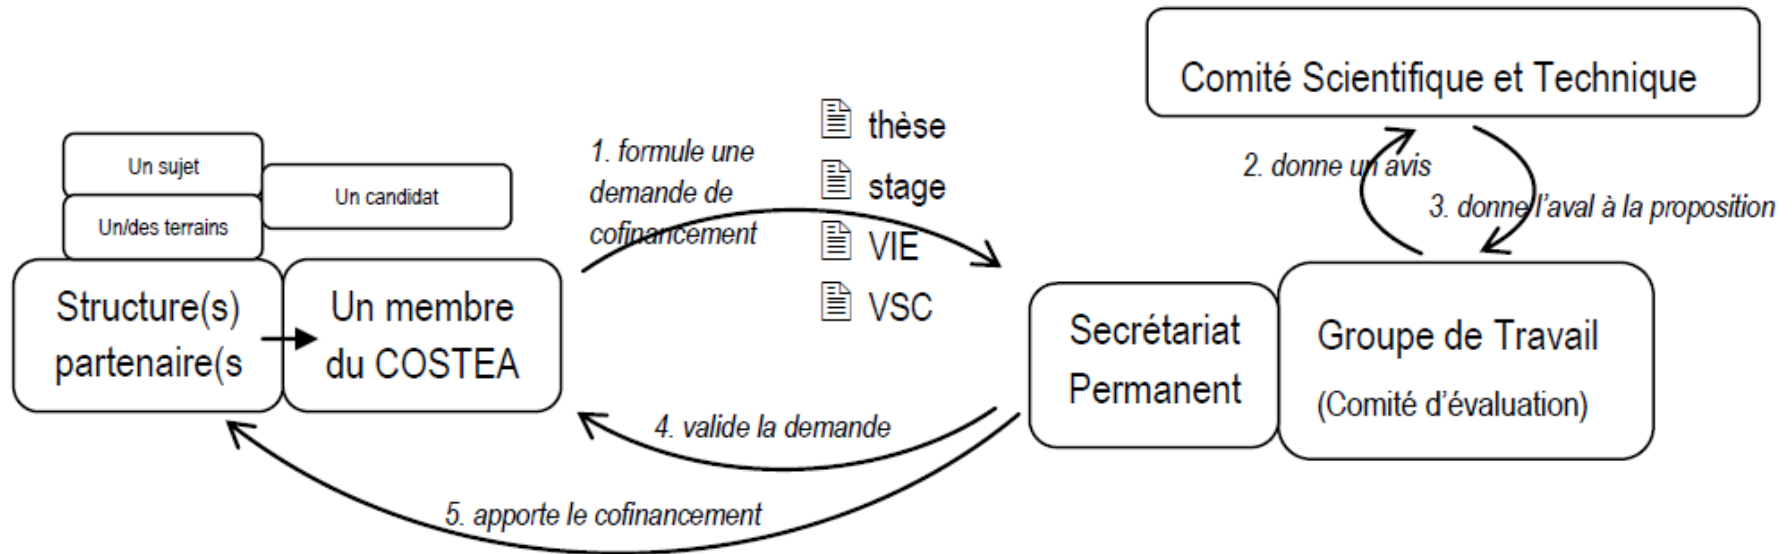 Comité Scientifique et Technique
thèse
stage
VIE
VSC
1. formule une
demande de
cofinancement
2. donne un avis
3. donne l'aval à la proposition
Un sujet
Un candidat
Un/des terrains
Structure(s)
partenaire(s
Un membre
du COSTEA
Secrétariat
Permanent
Groupe de Travail
(Comité d'évaluation)
4. valide la demande
5. apporte le cofinancement